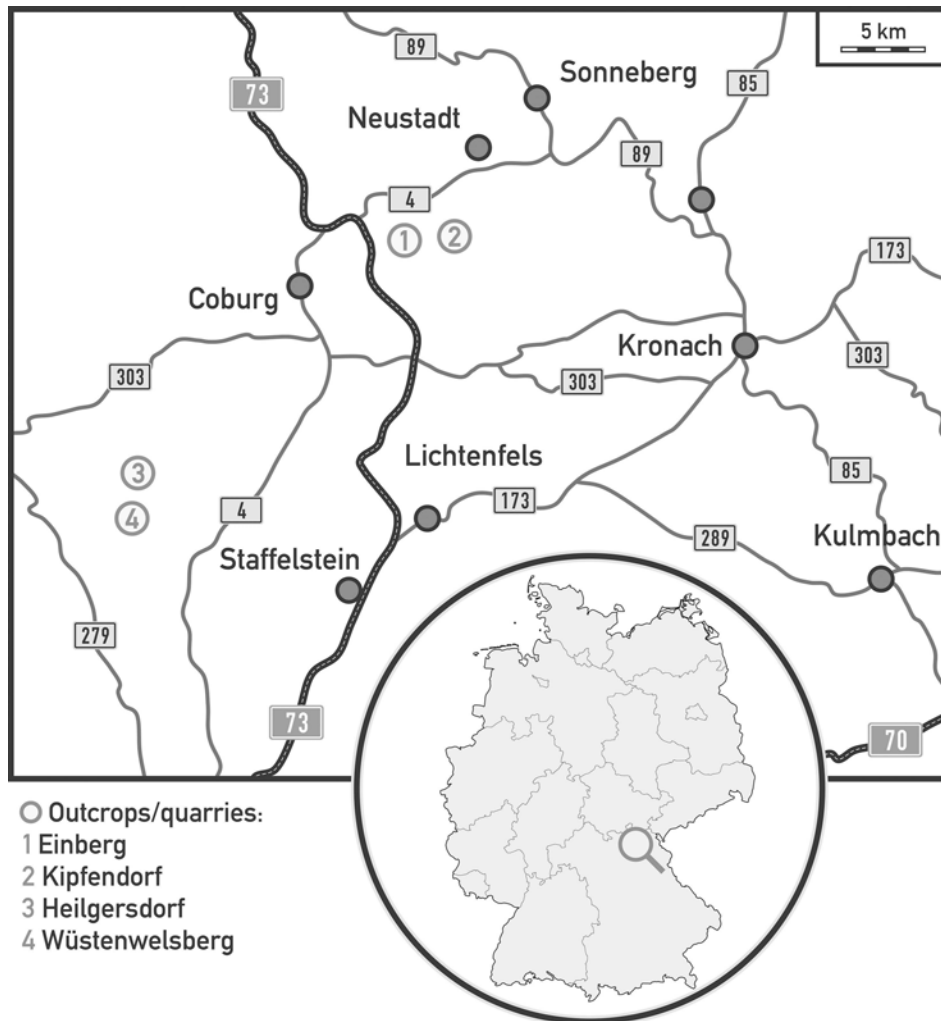 5 km
89
Sonneberg
85
73
Neustadt
89
4
1
2
173
Coburg
Kronach
303
303
303
Lichtenfels
3
85
173
4
4
289
Kulmbach
Staffelstein
279
73
70
Outcrops/quarries:
1 Einberg
2 Kipfendorf
3 Heilgersdorf
4 Wüstenwelsberg